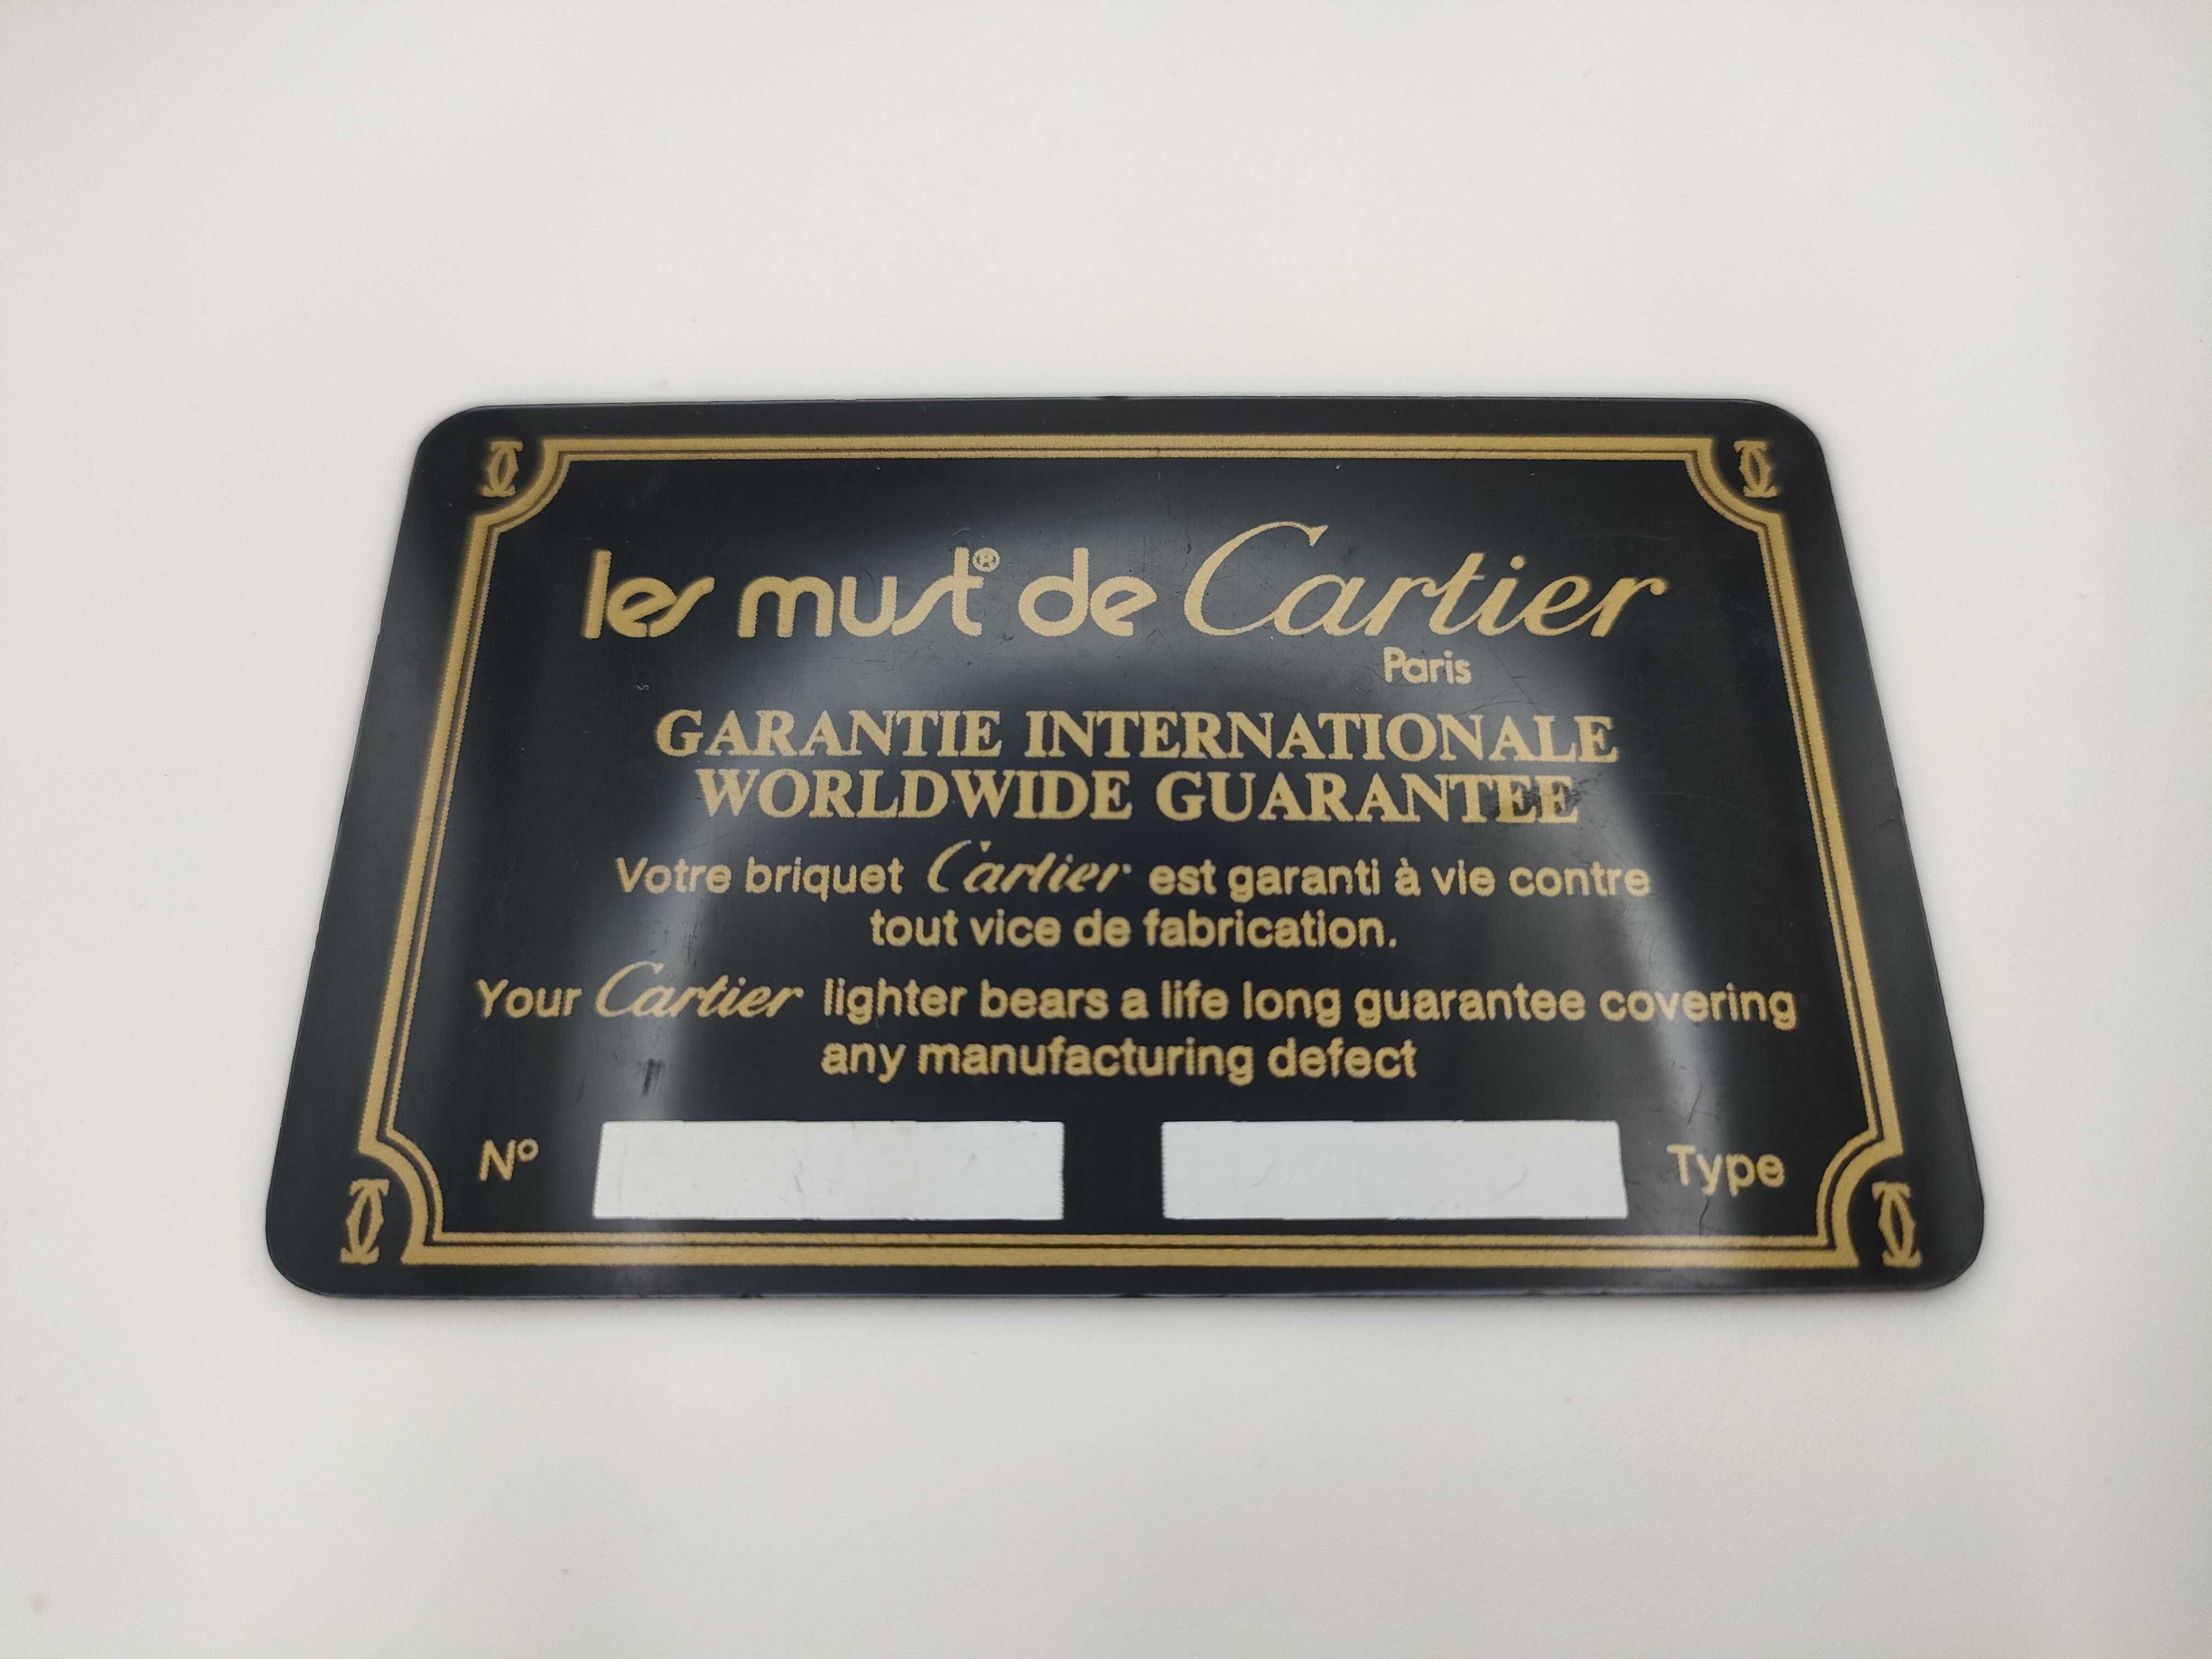 les must® de Cartier
Paris
GARANTIE INTERNATIONALE
WORLDWIDE GUARANTEE
Votre briquet Cartier est garanti à vie contre
tout vice de fabrication.
Your Cartier lighter bears a life long guarantee covering
any manufacturing defect
Nº Type